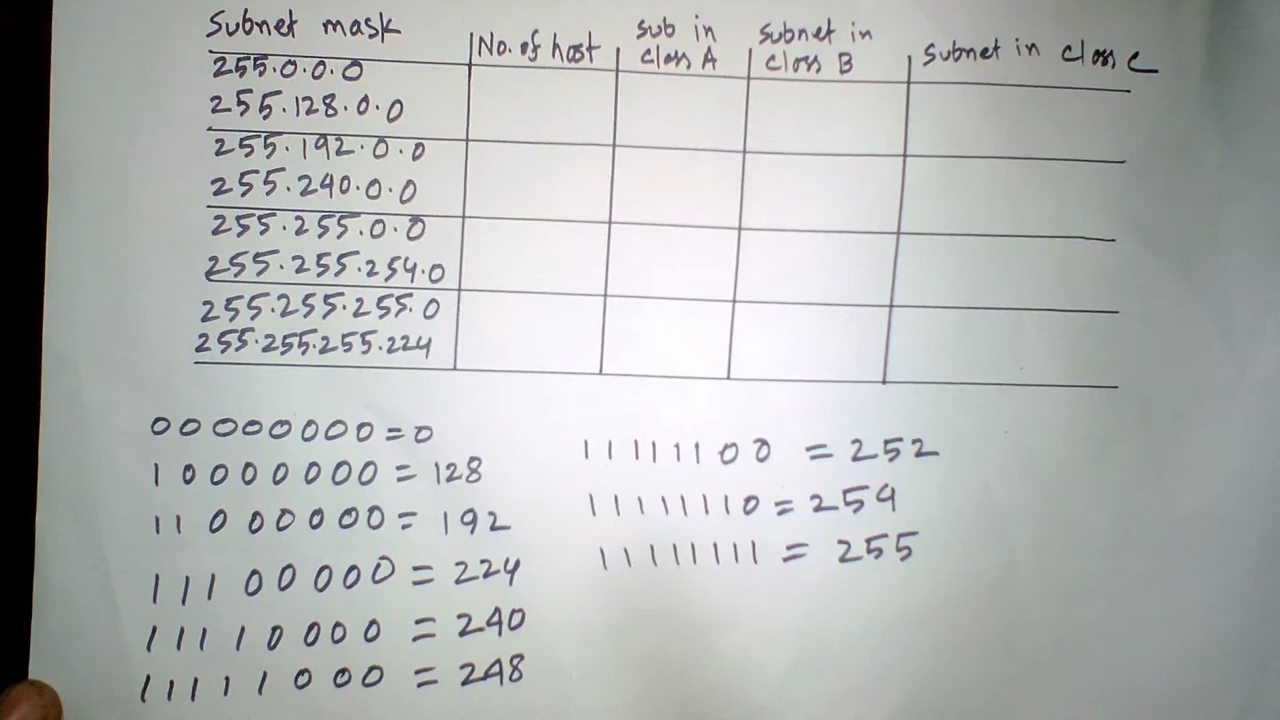 Subnet mask
No. of host
sub in
class A
subnet in
class B
subnet in class C
255.0.0.0
255.128.0.0
255.192.0.0
255.240.0.0
255.255.0.0
255.255.254.0
255.255.255.0
255.255.255.224
00000000=0
10000000=128
11000000=192
11100000=224
11110000=240
11111000=248
11111100=252
11111110=254
11111111=255